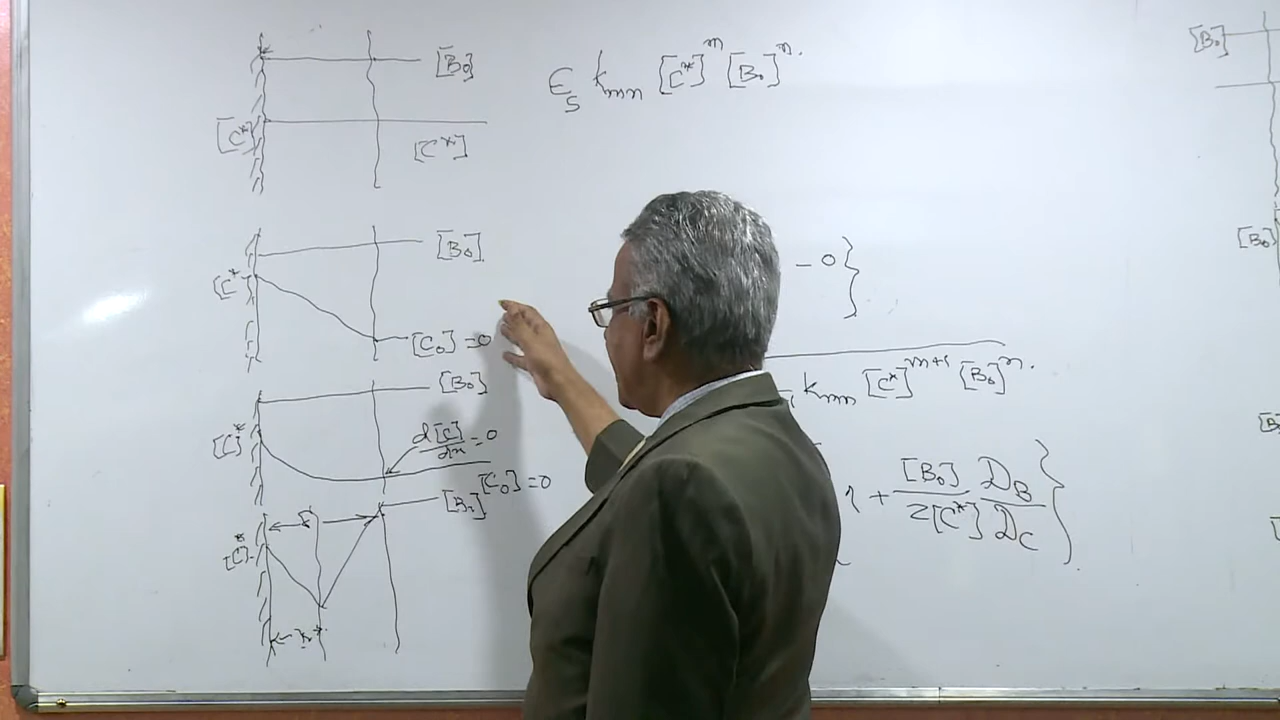 [B₀]
[C*] [C*]
ϵₛ kₘₙ [C*]ᵐ [B₀]ⁿ.
[B₀]
[C*
[C₀] = 0
− 0}
[B₀]
[C*] d[C]/dx = 0
[C₀] = 0
kₘₙ [C*]ᵐ⁺¹ [B₀]ⁿ.
+ [B₀]/Z[C*] D_B/D_C }
[B₀]
[C*]
[B₀]
[B₀]